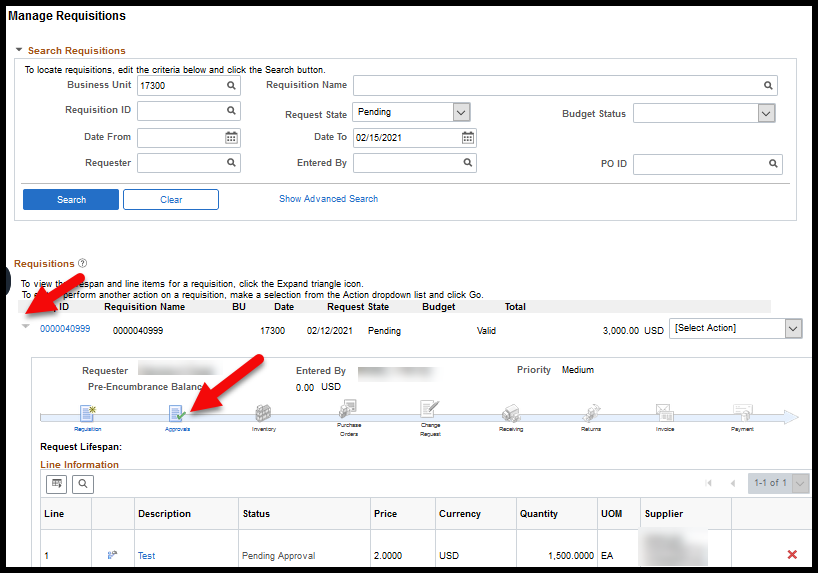 Manage Requisitions
Search Requisitions
To locate requisitions, edit the criteria below and click the Search button.
Business Unit 17300 Requisition Name
Requisition ID Request State Pending Budget Status
Date From Date To 02/15/2021
Requester Entered By PO ID
Search Clear Show Advanced Search
Requisitions
To view the lifespan and line items for a requisition, click the Expand triangle icon.
To perform another action on a requisition, make a selection from the Action dropdown list and click Go.
ID Requisition Name BU Date Request State Budget Total
0000040999 0000040999 17300 02/12/2021 Pending Valid 3,000.00 USD [Select Action]
Requester Entered By Priority Medium
Pre-Encumbrance Balance 0.00 USD
Requisition Approvals Inventory Purchase Orders Change Request Receiving Returns Invoice Payment
Request Lifespan:
Line Information
1-1 of 1
Line Description Status Price Currency Quantity UOM Supplier
1 Test Pending Approval 2.0000 USD 1,500.0000 EA